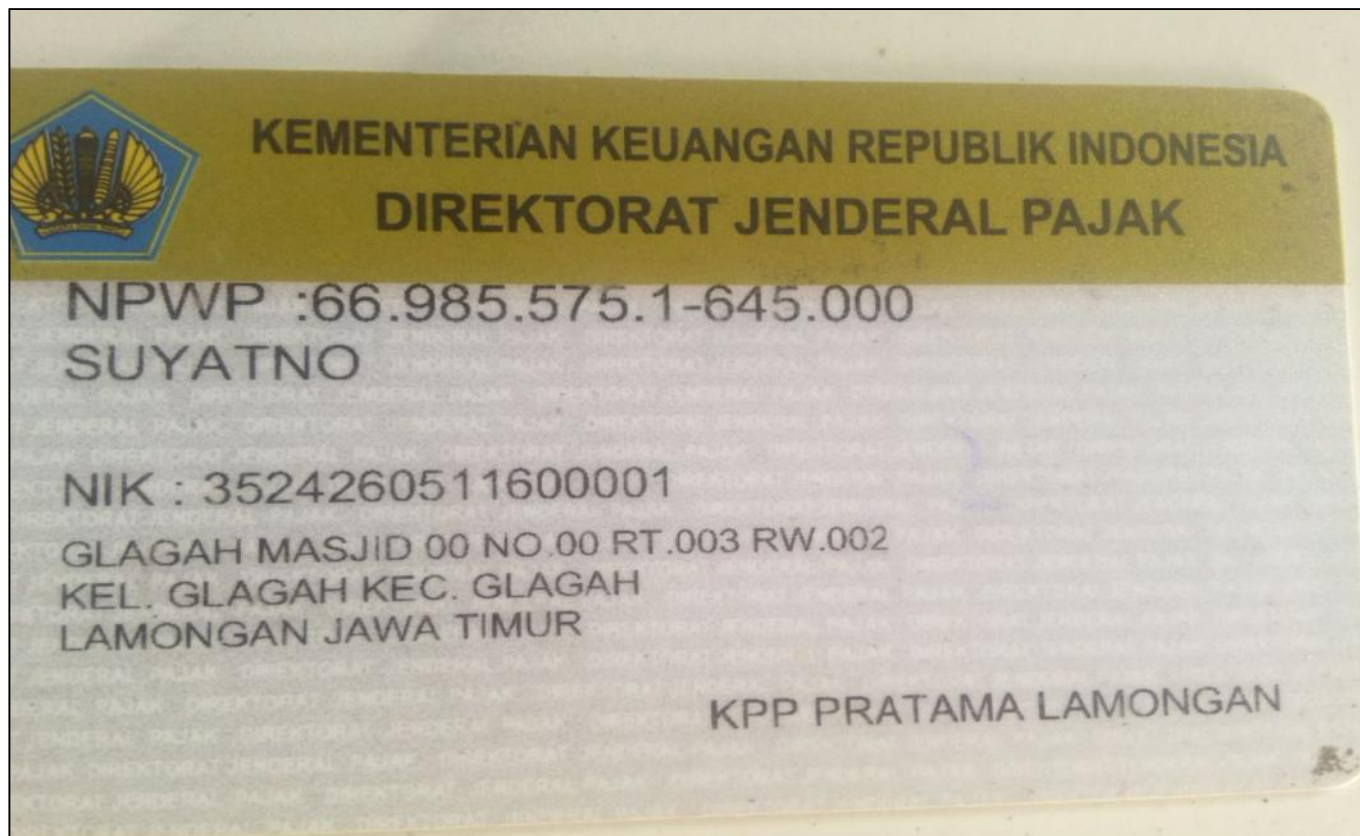 KEMENTERIAN KEUANGAN REPUBLIK INDONESIA
DIREKTORAT JENDERAL PAJAK
NPWP :66.985.575.1-645.000
SUYATNO
NIK : 3524260511600001
GLAGAH MASJID 00 NO.00 RT.003 RW.002
KEL. GLAGAH KEC. GLAGAH
LAMONGAN JAWA TIMUR
KPP PRATAMA LAMONGAN